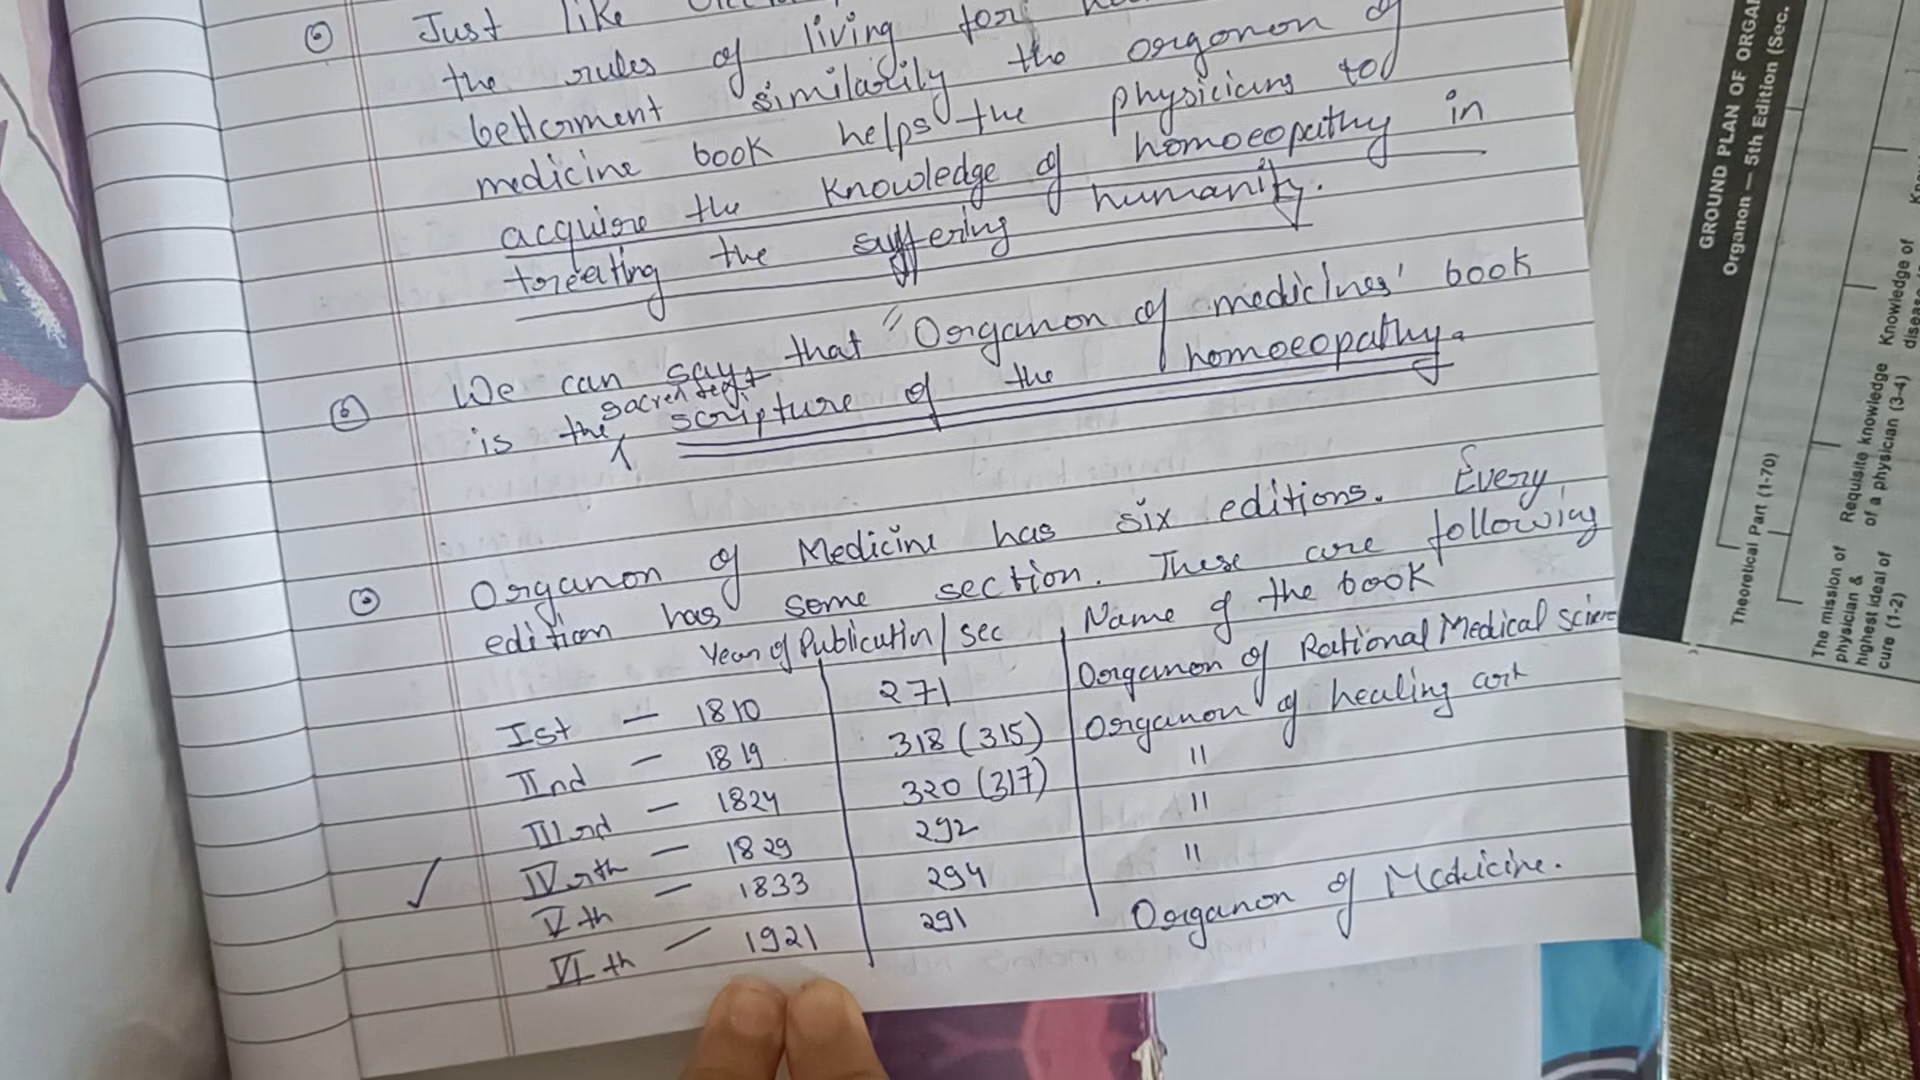 Just like
the rules of living for
betterment similarily the orgonon of
medicine book helps the physicians to
acquire the knowledge of homoeopathy in
treating the suffering humanity.
We can say that "Organon of medicines' book
sacred text
is the scripture of the homoeopathy.
Organon of Medicine has six editions. Every
edition has some section. These are following
Year of Publication / sec Name of the book
Ist - 1810 271 Organon of Rational Medical Science
IInd - 1819 318 (315) Organon of healing art
IIIrd - 1824 320 (317) "
IVrth - 1829 292 "
Vth - 1833 294 "
VIth - 1921 291 Organon of Medicine.
GROUND PLAN OF ORGA
Organon — 5th Edition (Sec.
Theoretical Part (1-70)
The mission of
physician &
highest ideal of
cure (1-2)
Requisite knowledge
of a physician (3-4)
Knowledge of